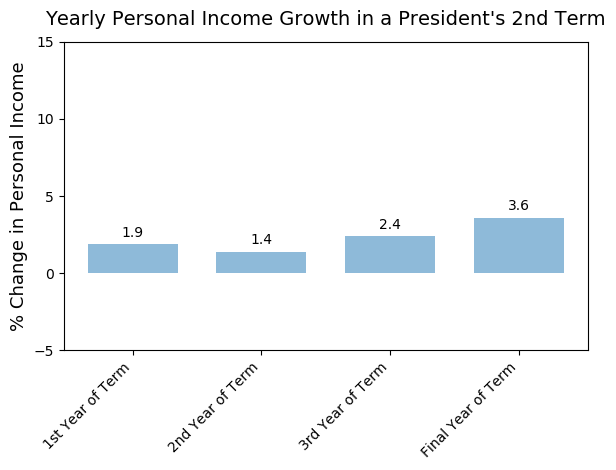 Yearly Personal Income Growth in a President's 2nd Term
% Change in Personal Income
15
10
5
0
−5
1.9
1.4
2.4
3.6
1st Year of Term
2nd Year of Term
3rd Year of Term
Final Year of Term